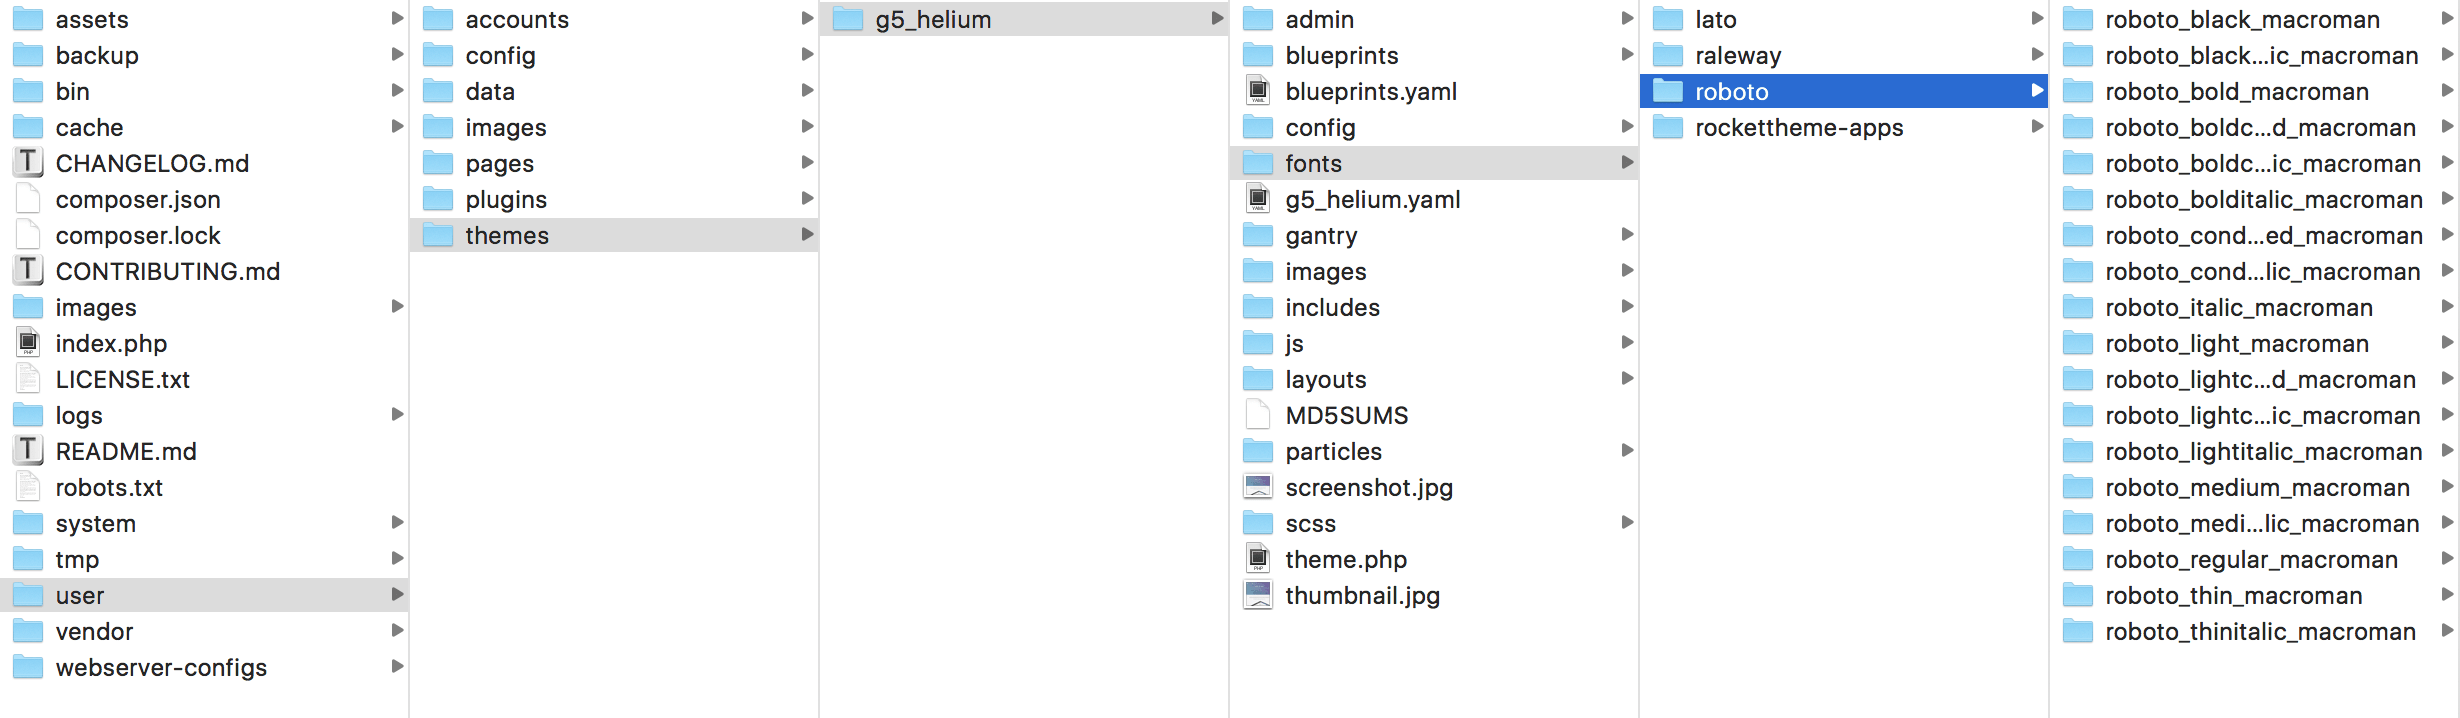 assets
backup
bin
cache
CHANGELOG.md
composer.json
composer.lock
CONTRIBUTING.md
images
index.php
LICENSE.txt
logs
README.md
robots.txt
system
tmp
user
vendor
webserver-configs
accounts
config
data
images
pages
plugins
themes
g5_helium
admin
blueprints
blueprints.yaml
config
fonts
g5_helium.yaml
gantry
images
includes
js
layouts
MD5SUMS
particles
screenshot.jpg
scss
theme.php
thumbnail.jpg
lato
raleway
roboto
rockettheme-apps
roboto_black_macroman
roboto_black...ic_macroman
roboto_bold_macroman
roboto_boldc...d_macroman
roboto_boldc...ic_macroman
roboto_bolditalic_macroman
roboto_cond...ed_macroman
roboto_cond...lic_macroman
roboto_italic_macroman
roboto_light_macroman
roboto_lightc...d_macroman
roboto_lightc...ic_macroman
roboto_lightitalic_macroman
roboto_medium_macroman
roboto_medi...lic_macroman
roboto_regular_macroman
roboto_thin_macroman
roboto_thinitalic_macroman